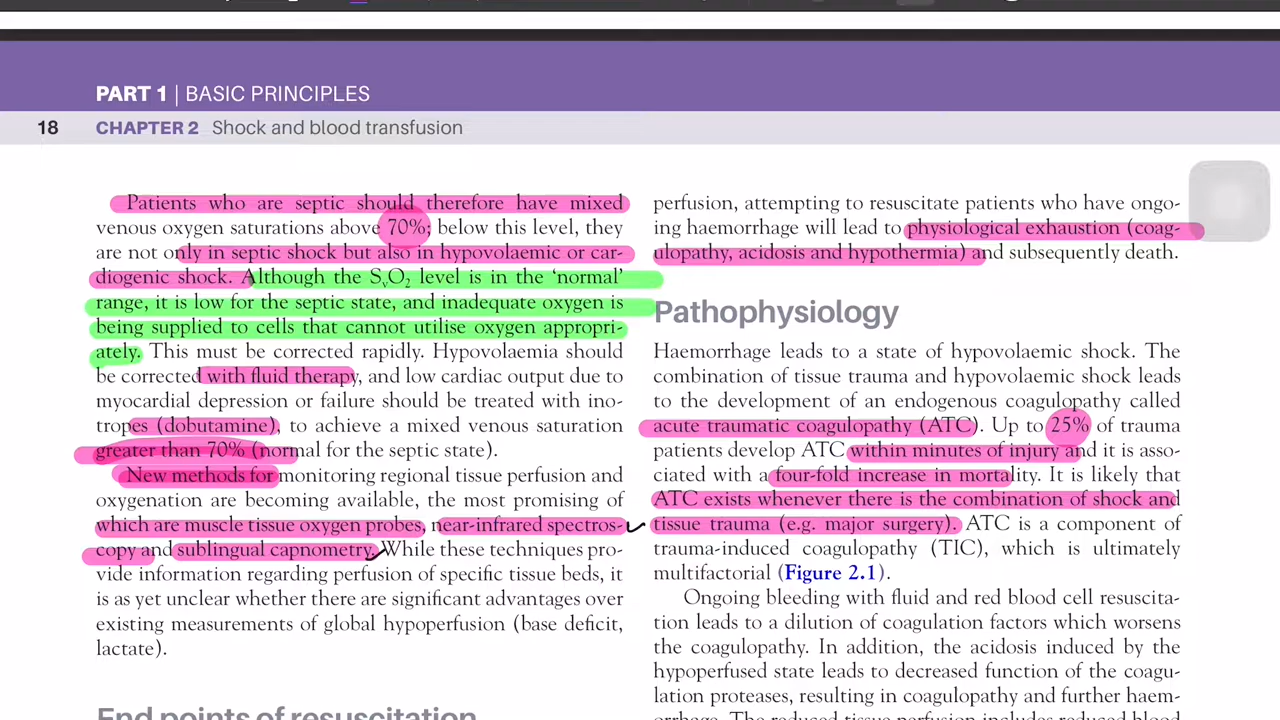 PART 1 | BASIC PRINCIPLES
18 CHAPTER 2 Shock and blood transfusion
Patients who are septic should therefore have mixed
venous oxygen saturations above 70%; below this level, they
are not only in septic shock but also in hypovolaemic or car-
diogenic shock. Although the SvO2 level is in the ‘normal’
range, it is low for the septic state, and inadequate oxygen is
being supplied to cells that cannot utilise oxygen appropri-
ately. This must be corrected rapidly. Hypovolaemia should
be corrected with fluid therapy, and low cardiac output due to
myocardial depression or failure should be treated with ino-
tropes (dobutamine), to achieve a mixed venous saturation
greater than 70% (normal for the septic state).
New methods for monitoring regional tissue perfusion and
oxygenation are becoming available, the most promising of
which are muscle tissue oxygen probes, near-infrared spectros-
copy and sublingual capnometry. While these techniques pro-
vide information regarding perfusion of specific tissue beds, it
is as yet unclear whether there are significant advantages over
existing measurements of global hypoperfusion (base deficit,
lactate).
End points of resuscitation
perfusion, attempting to resuscitate patients who have ongo-
ing haemorrhage will lead to physiological exhaustion (coag-
ulopathy, acidosis and hypothermia) and subsequently death.
Pathophysiology
Haemorrhage leads to a state of hypovolaemic shock. The
combination of tissue trauma and hypovolaemic shock leads
to the development of an endogenous coagulopathy called
acute traumatic coagulopathy (ATC). Up to 25% of trauma
patients develop ATC within minutes of injury and it is asso-
ciated with a four-fold increase in mortality. It is likely that
ATC exists whenever there is the combination of shock and
tissue trauma (e.g. major surgery). ATC is a component of
trauma-induced coagulopathy (TIC), which is ultimately
multifactorial (Figure 2.1).
Ongoing bleeding with fluid and red blood cell resuscita-
tion leads to a dilution of coagulation factors which worsens
the coagulopathy. In addition, the acidosis induced by the
hypoperfused state leads to decreased function of the coagu-
lation proteases, resulting in coagulopathy and further haem-
orrhage. The reduced tissue perfusion includes reduced blood